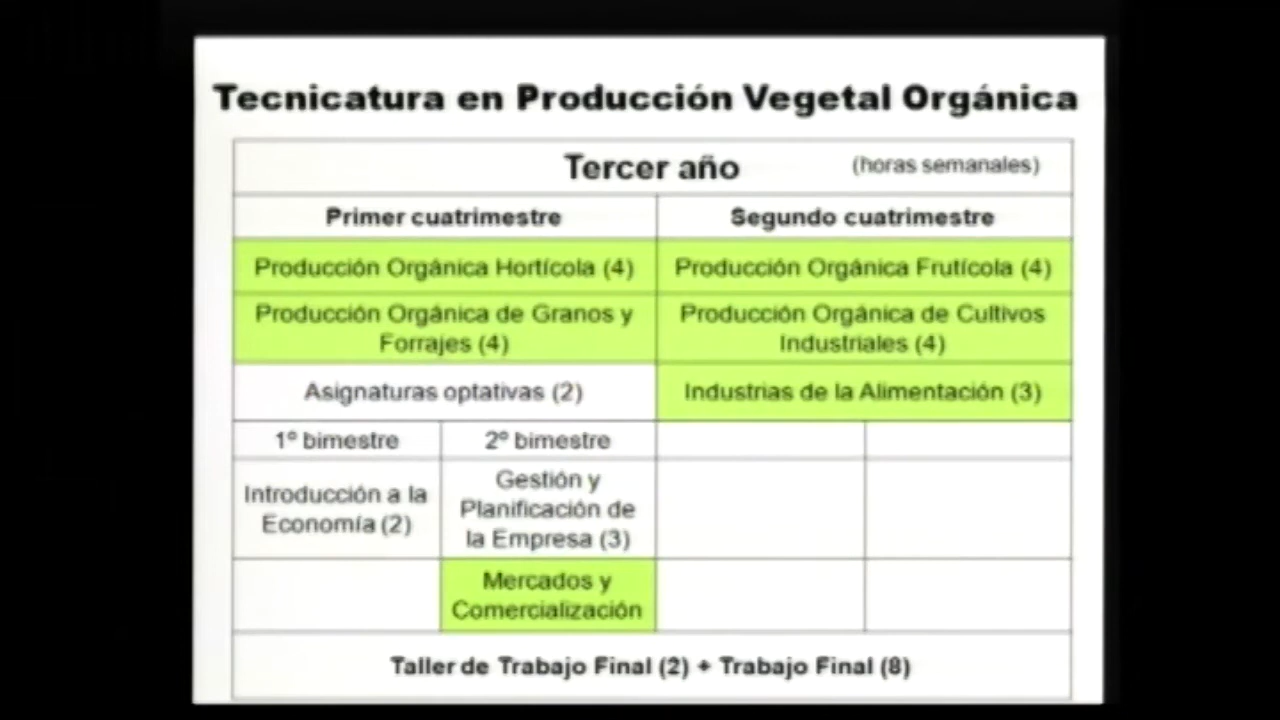 Tecnicatura en Producción Vegetal Orgánica
Tercer año (horas semanales)
Primer cuatrimestre Segundo cuatrimestre
Producción Orgánica Hortícola (4) Producción Orgánica Frutícola (4)
Producción Orgánica de Granos y
Forrajes (4)
Producción Orgánica de Cultivos
Industriales (4)
Asignaturas optativas (2) Industrias de la Alimentación (3)
1º bimestre 2º bimestre
Introducción a la
Economía (2)
Gestión y
Planificación de
la Empresa (3)
Mercados y
Comercialización
Taller de Trabajo Final (2) + Trabajo Final (8)